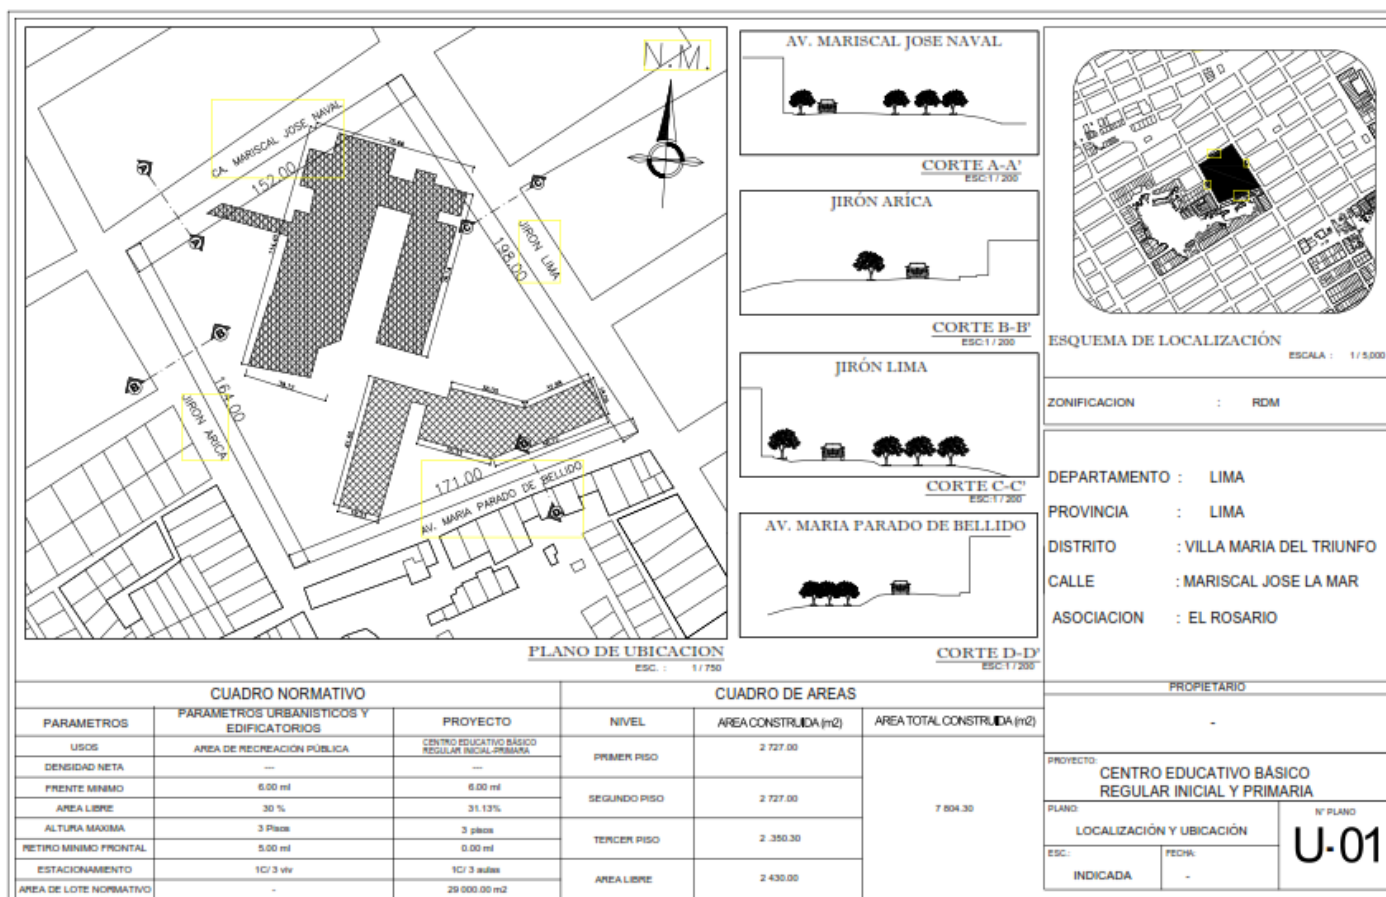 N.M.
CA. MARISCAL JOSE NAVAL
152.00
JIRON LIMA
198.00
164.00
JIRON ARICA
171.00
AV. MARIA PARADO DE BELLIDO
A
A
B
B
C
C
D
D
PLANO DE UBICACION
ESC. : 1 / 750
AV. MARISCAL JOSE NAVAL
CORTE A-A'
ESC:1 / 200
JIRÓN ARÍCA
CORTE B-B'
ESC:1 / 200
JIRÓN LIMA
CORTE C-C'
ESC:1 / 200
AV. MARIA PARADO DE BELLIDO
CORTE D-D'
ESC:1 / 200
ESQUEMA DE LOCALIZACIÓN
ESCALA : 1 / 5,000
ZONIFICACION : RDM
DEPARTAMENTO : LIMA
PROVINCIA : LIMA
DISTRITO : VILLA MARIA DEL TRIUNFO
CALLE : MARISCAL JOSE LA MAR
ASOCIACION : EL ROSARIO
CUADRO NORMATIVO
PARAMETROS PARAMETROS URBANISTICOS Y EDIFICATORIOS PROYECTO
USOS AREA DE RECREACIÓN PÚBLICA CENTRO EDUCATIVO BÁSICO REGULAR INICIAL-PRIMARIA
DENSIDAD NETA --- ---
FRENTE MINIMO 6.00 ml 6.00 ml
AREA LIBRE 30 % 31.13%
ALTURA MAXIMA 3 Pisos 3 pisos
RETIRO MINIMO FRONTAL 5.00 ml 0.00 ml
ESTACIONAMIENTO 1C/ 3 viv 1C/ 3 aulas
AREA DE LOTE NORMATIVO - 29 000.00 m2
CUADRO DE AREAS
NIVEL AREA CONSTRUIDA (m2) AREA TOTAL CONSTRUIDA (m2)
PRIMER PISO 2 727.00
SEGUNDO PISO 2 727.00
7 804.30
TERCER PISO 2 .350.30
AREA LIBRE 2 430.00
PROPIETARIO
-
PROYECTO:
CENTRO EDUCATIVO BÁSICO
REGULAR INICIAL Y PRIMARIA
PLANO:
LOCALIZACIÓN Y UBICACIÓN
ESC.: FECHA:
INDICADA -
N° PLANO
U-01